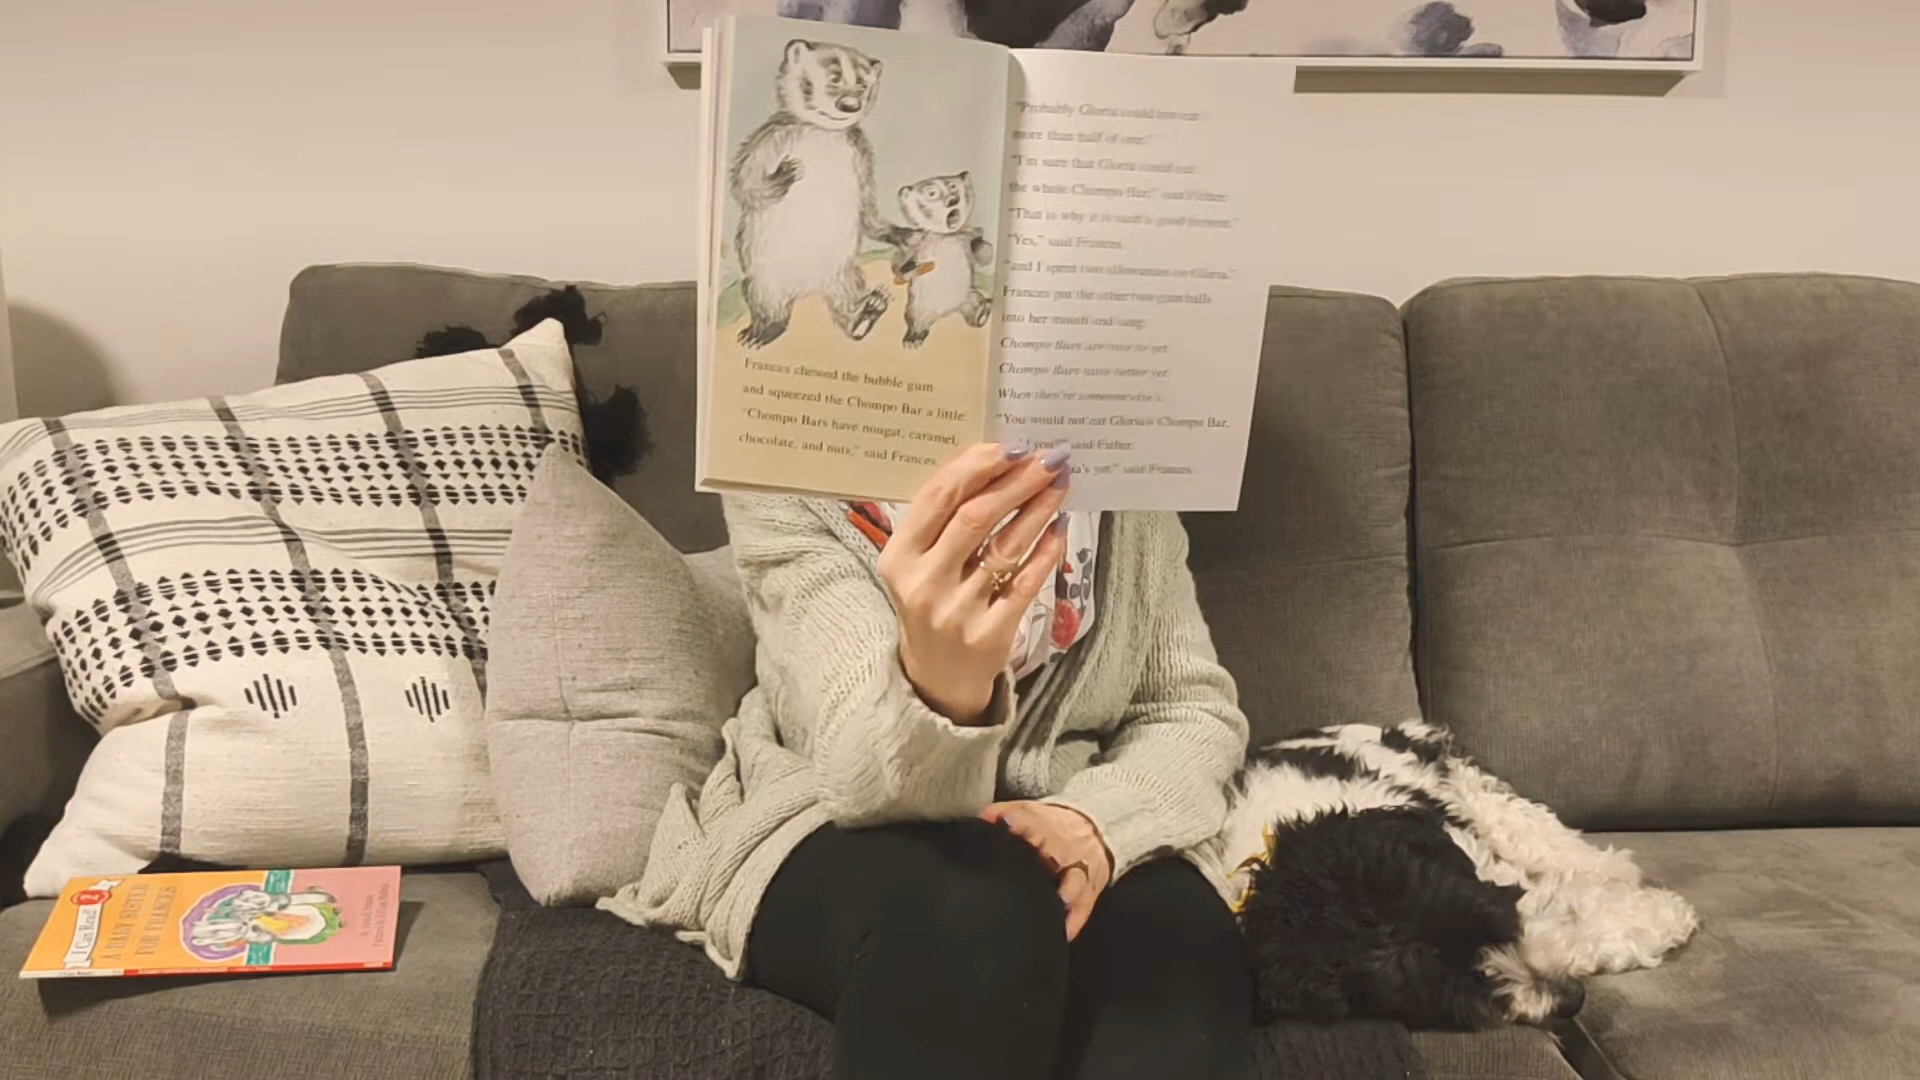 Frances chewed the bubble gum
and squeezed the Chompo Bar a little.
"Chompo Bars have nougat, caramel,
chocolate, and nuts," said Frances.
"Probably Gloria could not eat
more than half of one."
"I'm sure that Gloria could eat
the whole Chompo Bar," said Father.
"That is why it is such a good present."
"Yes," said Frances,
"and I spent two allowances on Gloria."
Frances put the other two gum balls
into her mouth and sang:
Chompo Bars are nice to get.
Chompo Bars taste better yet
When they're someone else's.
"You would not eat Gloria's Chompo Bar,
you?" said Father.
yet," said Frances.
I Can Read!
2
A BABY SISTER
FOR FRANCES